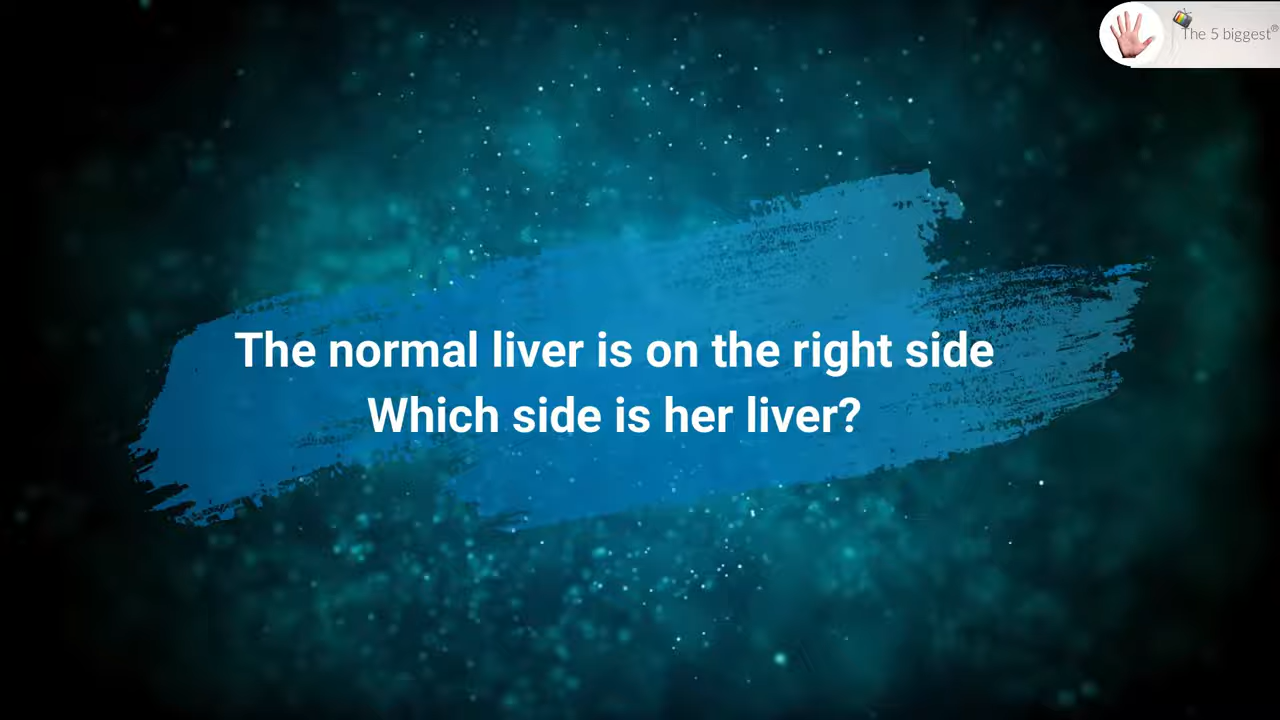 The 5 biggest®
The normal liver is on the right side
Which side is her liver?